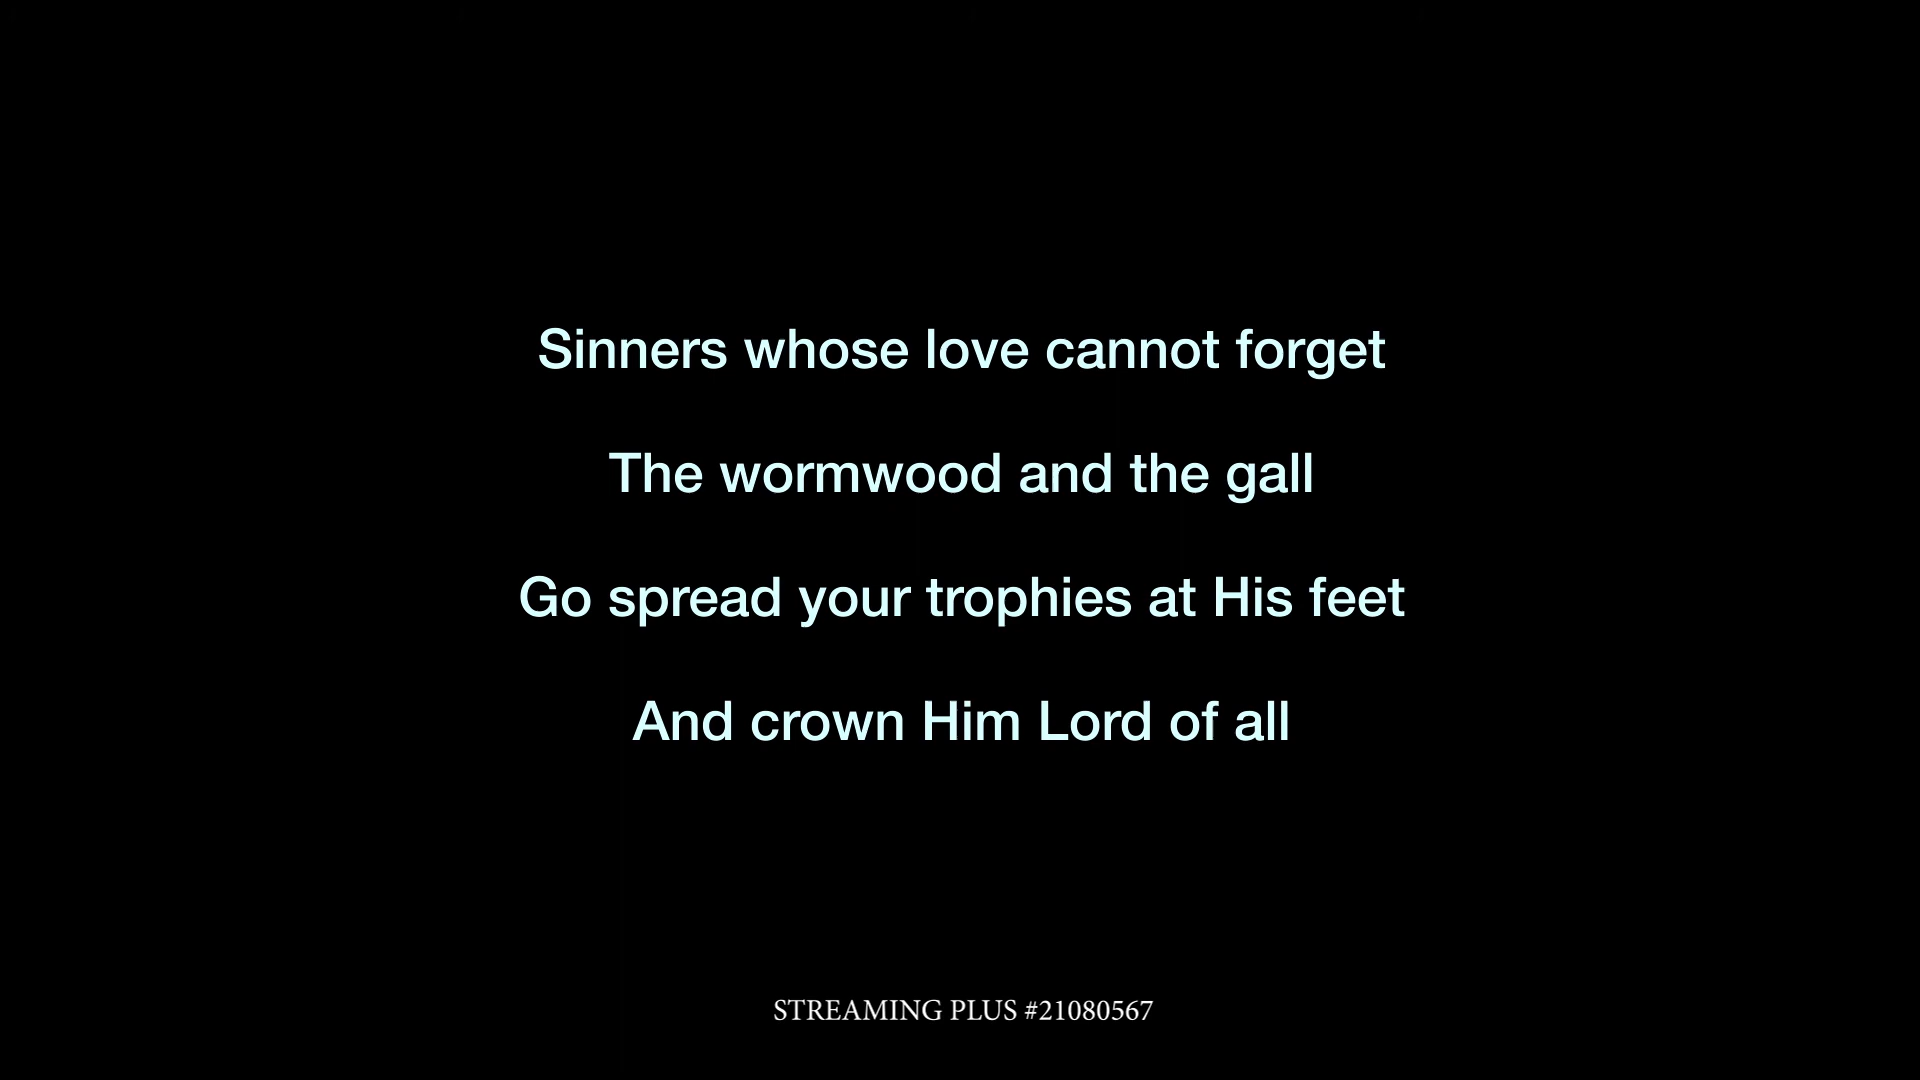 Sinners whose love cannot forget
The wormwood and the gall
Go spread your trophies at His feet
And crown Him Lord of all
STREAMING PLUS #21080567